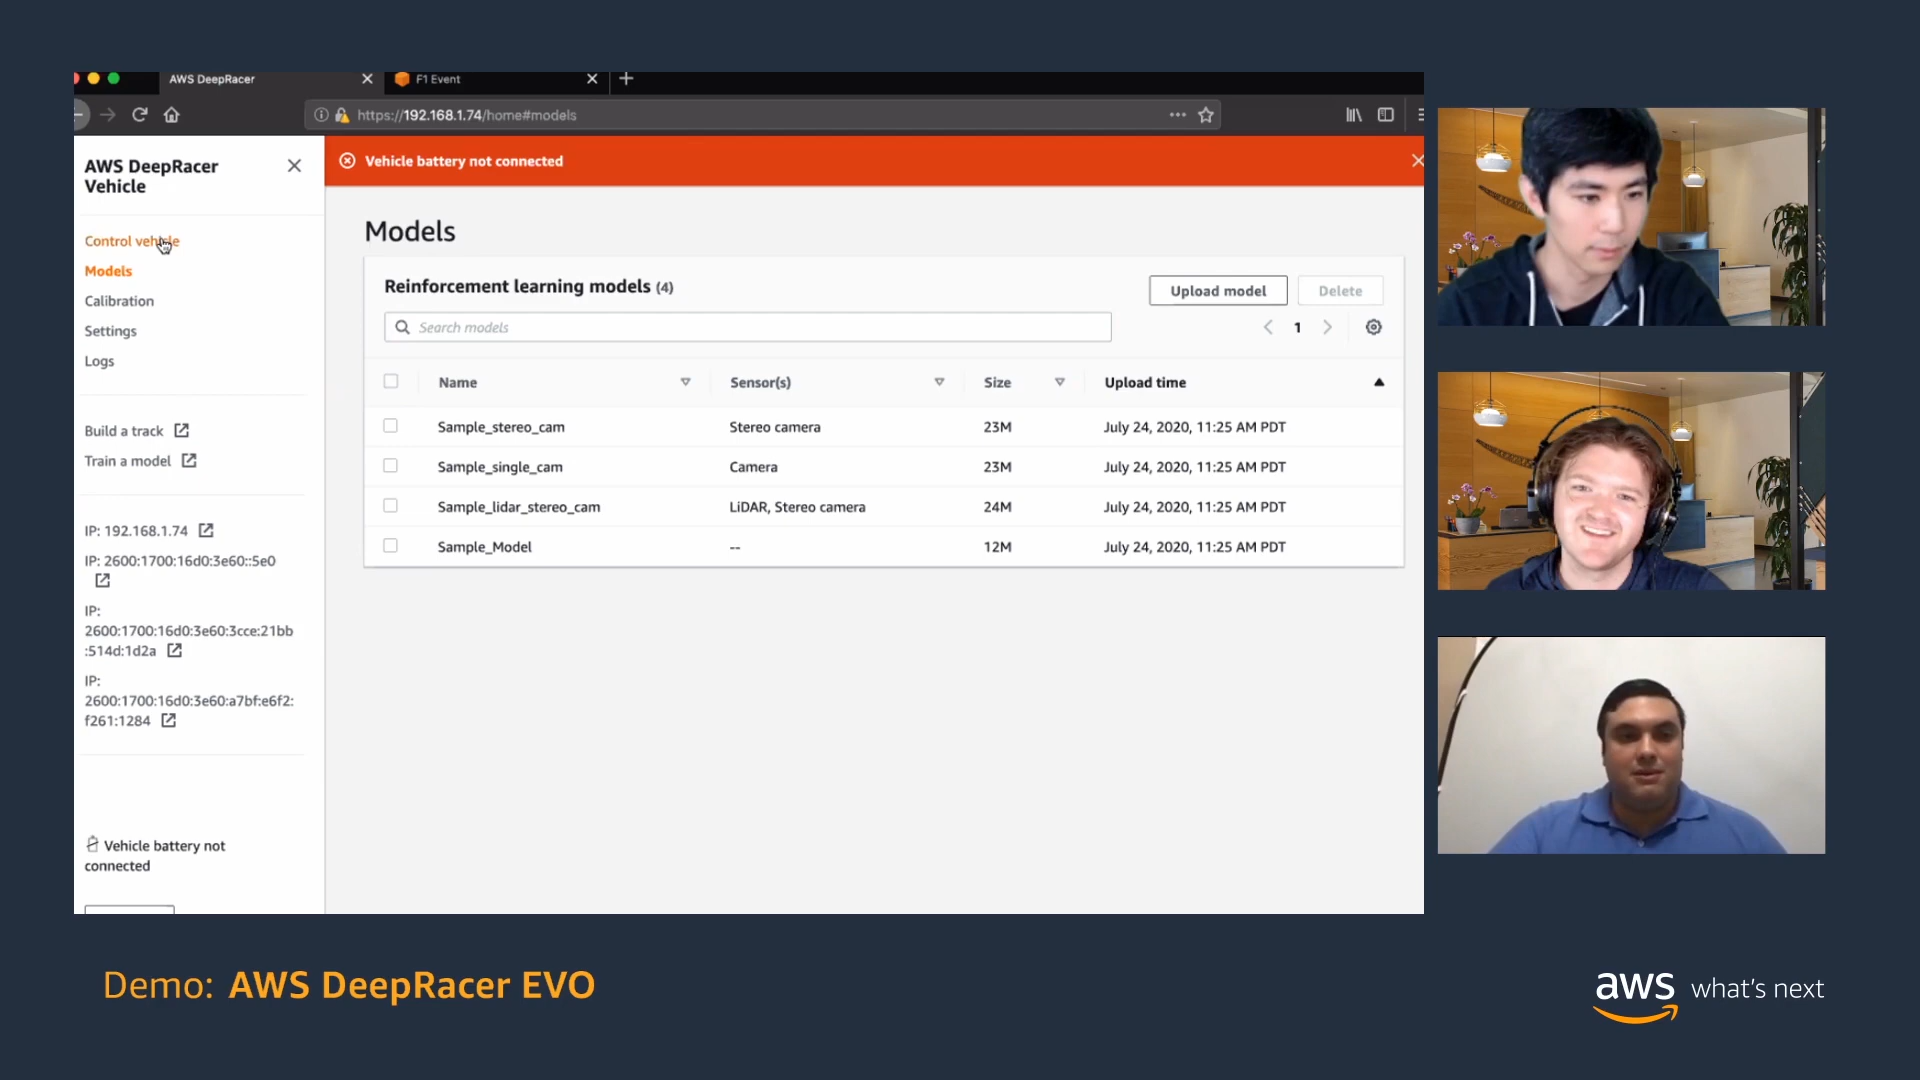 AWS DeepRacer
F1 Event
https://192.168.1.74/home#models
AWS DeepRacer
Vehicle
Vehicle battery not connected
Control vehicle
Models
Calibration
Settings
Logs
Build a track
Train a model
IP: 192.168.1.74
IP: 2600:1700:16d0:3e60::5e0
IP:
2600:1700:16d0:3e60:3cce:21bb
:514d:1d2a
IP:
2600:1700:16d0:3e60:a7bf:e6f2:
f261:1284
Vehicle battery not
connected
Models
Reinforcement learning models (4)
Upload model
Delete
Search models
1
Name Sensor(s) Size Upload time
Sample_stereo_cam Stereo camera 23M July 24, 2020, 11:25 AM PDT
Sample_single_cam Camera 23M July 24, 2020, 11:25 AM PDT
Sample_lidar_stereo_cam LiDAR, Stereo camera 24M July 24, 2020, 11:25 AM PDT
Sample_Model -- 12M July 24, 2020, 11:25 AM PDT
Demo: AWS DeepRacer EVO
aws what's next